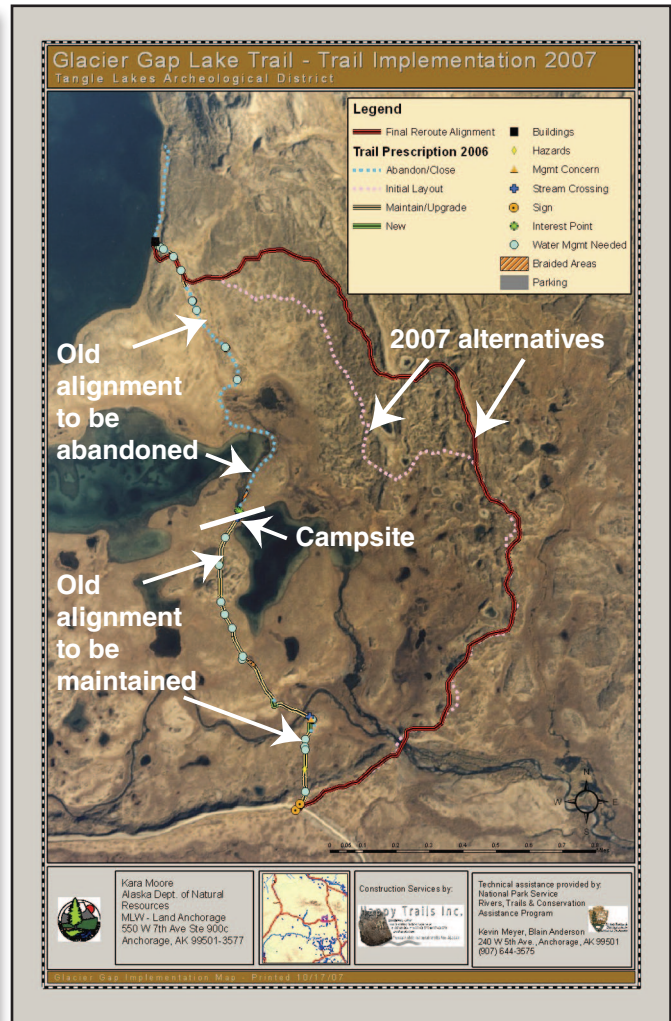 Glacier Gap Lake Trail - Trail Implementation 2007
Tangle Lakes Archeological District
Legend
Final Reroute Alignment
Trail Prescription 2006
Abandon/Close
Initial Layout
Maintain/Upgrade
New
Buildings
Hazards
Mgmt Concern
Stream Crossing
Sign
Interest Point
Water Mgmt Needed
Braided Areas
Parking
2007 alternatives
Old
alignment
to be
abandoned
Campsite
Old
alignment
to be
maintained
N
W
E
S
Kara Moore
Alaska Dept. of Natural
Resources
MLW - Land Anchorage
550 W 7th Ave Ste 900c
Anchorage, AK 99501-3577
Construction Services by:
Happy Trails Inc.
Technical assistance provided by:
National Park Service
Rivers, Trails & Conservation
Assistance Program
Kevin Meyer, Blain Anderson
240 W 5th Ave., Anchorage, AK 99501
(907) 644-3575
Glacier Gap Implementation Map - Printed 10/17/07